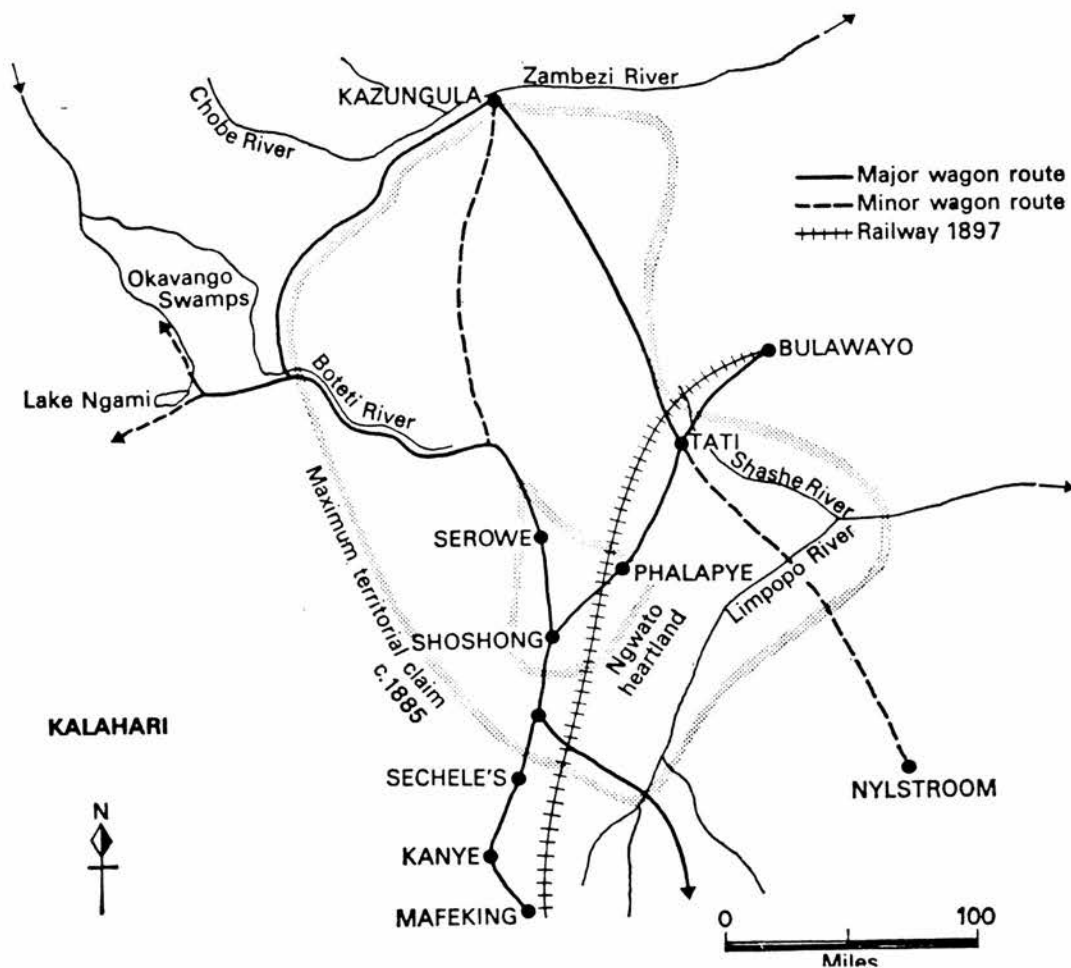 Zambezi River
KAZUNGULA
Chobe River
Major wagon route
Minor wagon route
Railway 1897
Okavango
Swamps
BULAWAYO
Lake Ngami
Boteti River
TATI
Shashe River
Maximum territorial claim
c.1885
SEROWE
PHALAPYE
Limpopo River
SHOSHONG
Ngwato
heartland
KALAHARI
SECHELE'S
NYLSTROOM
N
KANYE
MAFEKING
0 100
Miles